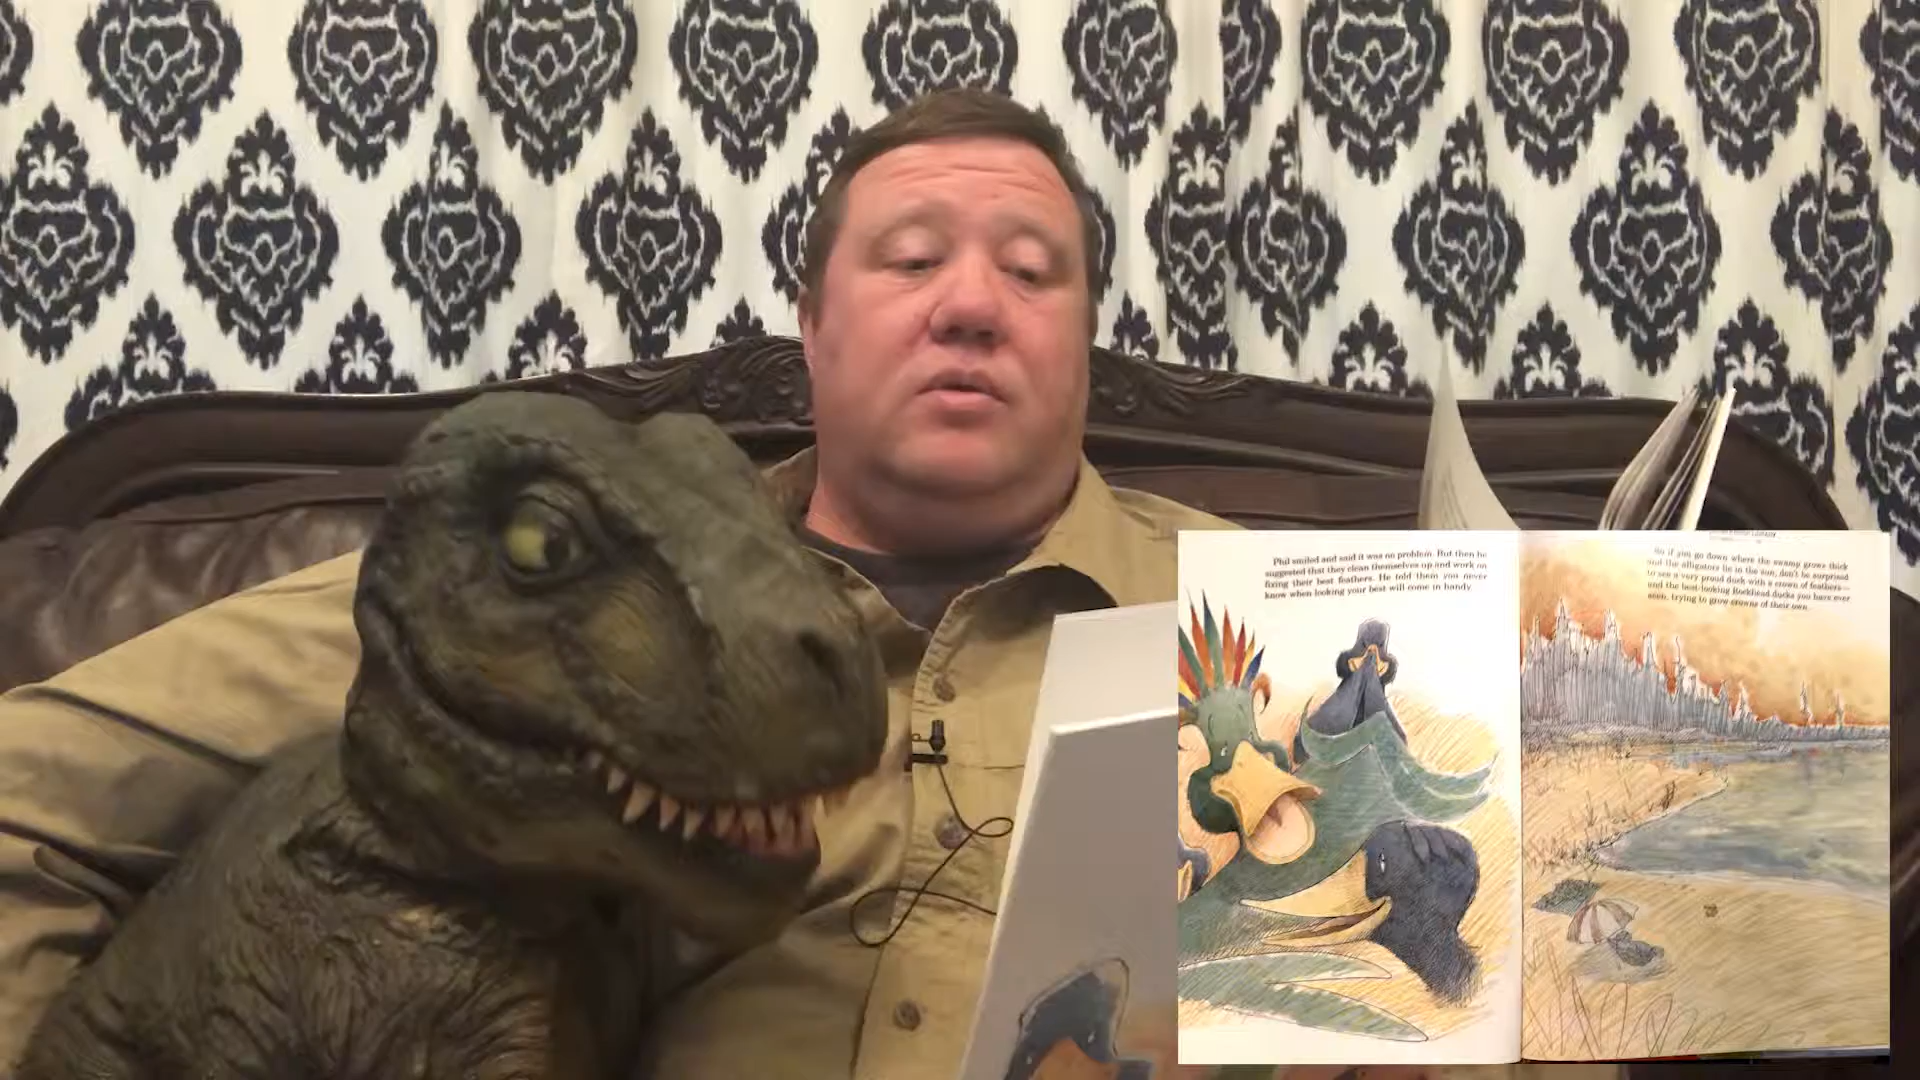 Phil smiled and said it was no problem. But then he
suggested that they clean themselves up and work on
fixing their best feathers. He told them you never
know when looking your best will come in handy.
So if you go down where the swamp grows thick
and the alligators lie in the sun, don't be surprised
to see a very proud duck with a crown of feathers—
and the best-looking Rockhead ducks you have ever
seen, trying to grow crowns of their own.